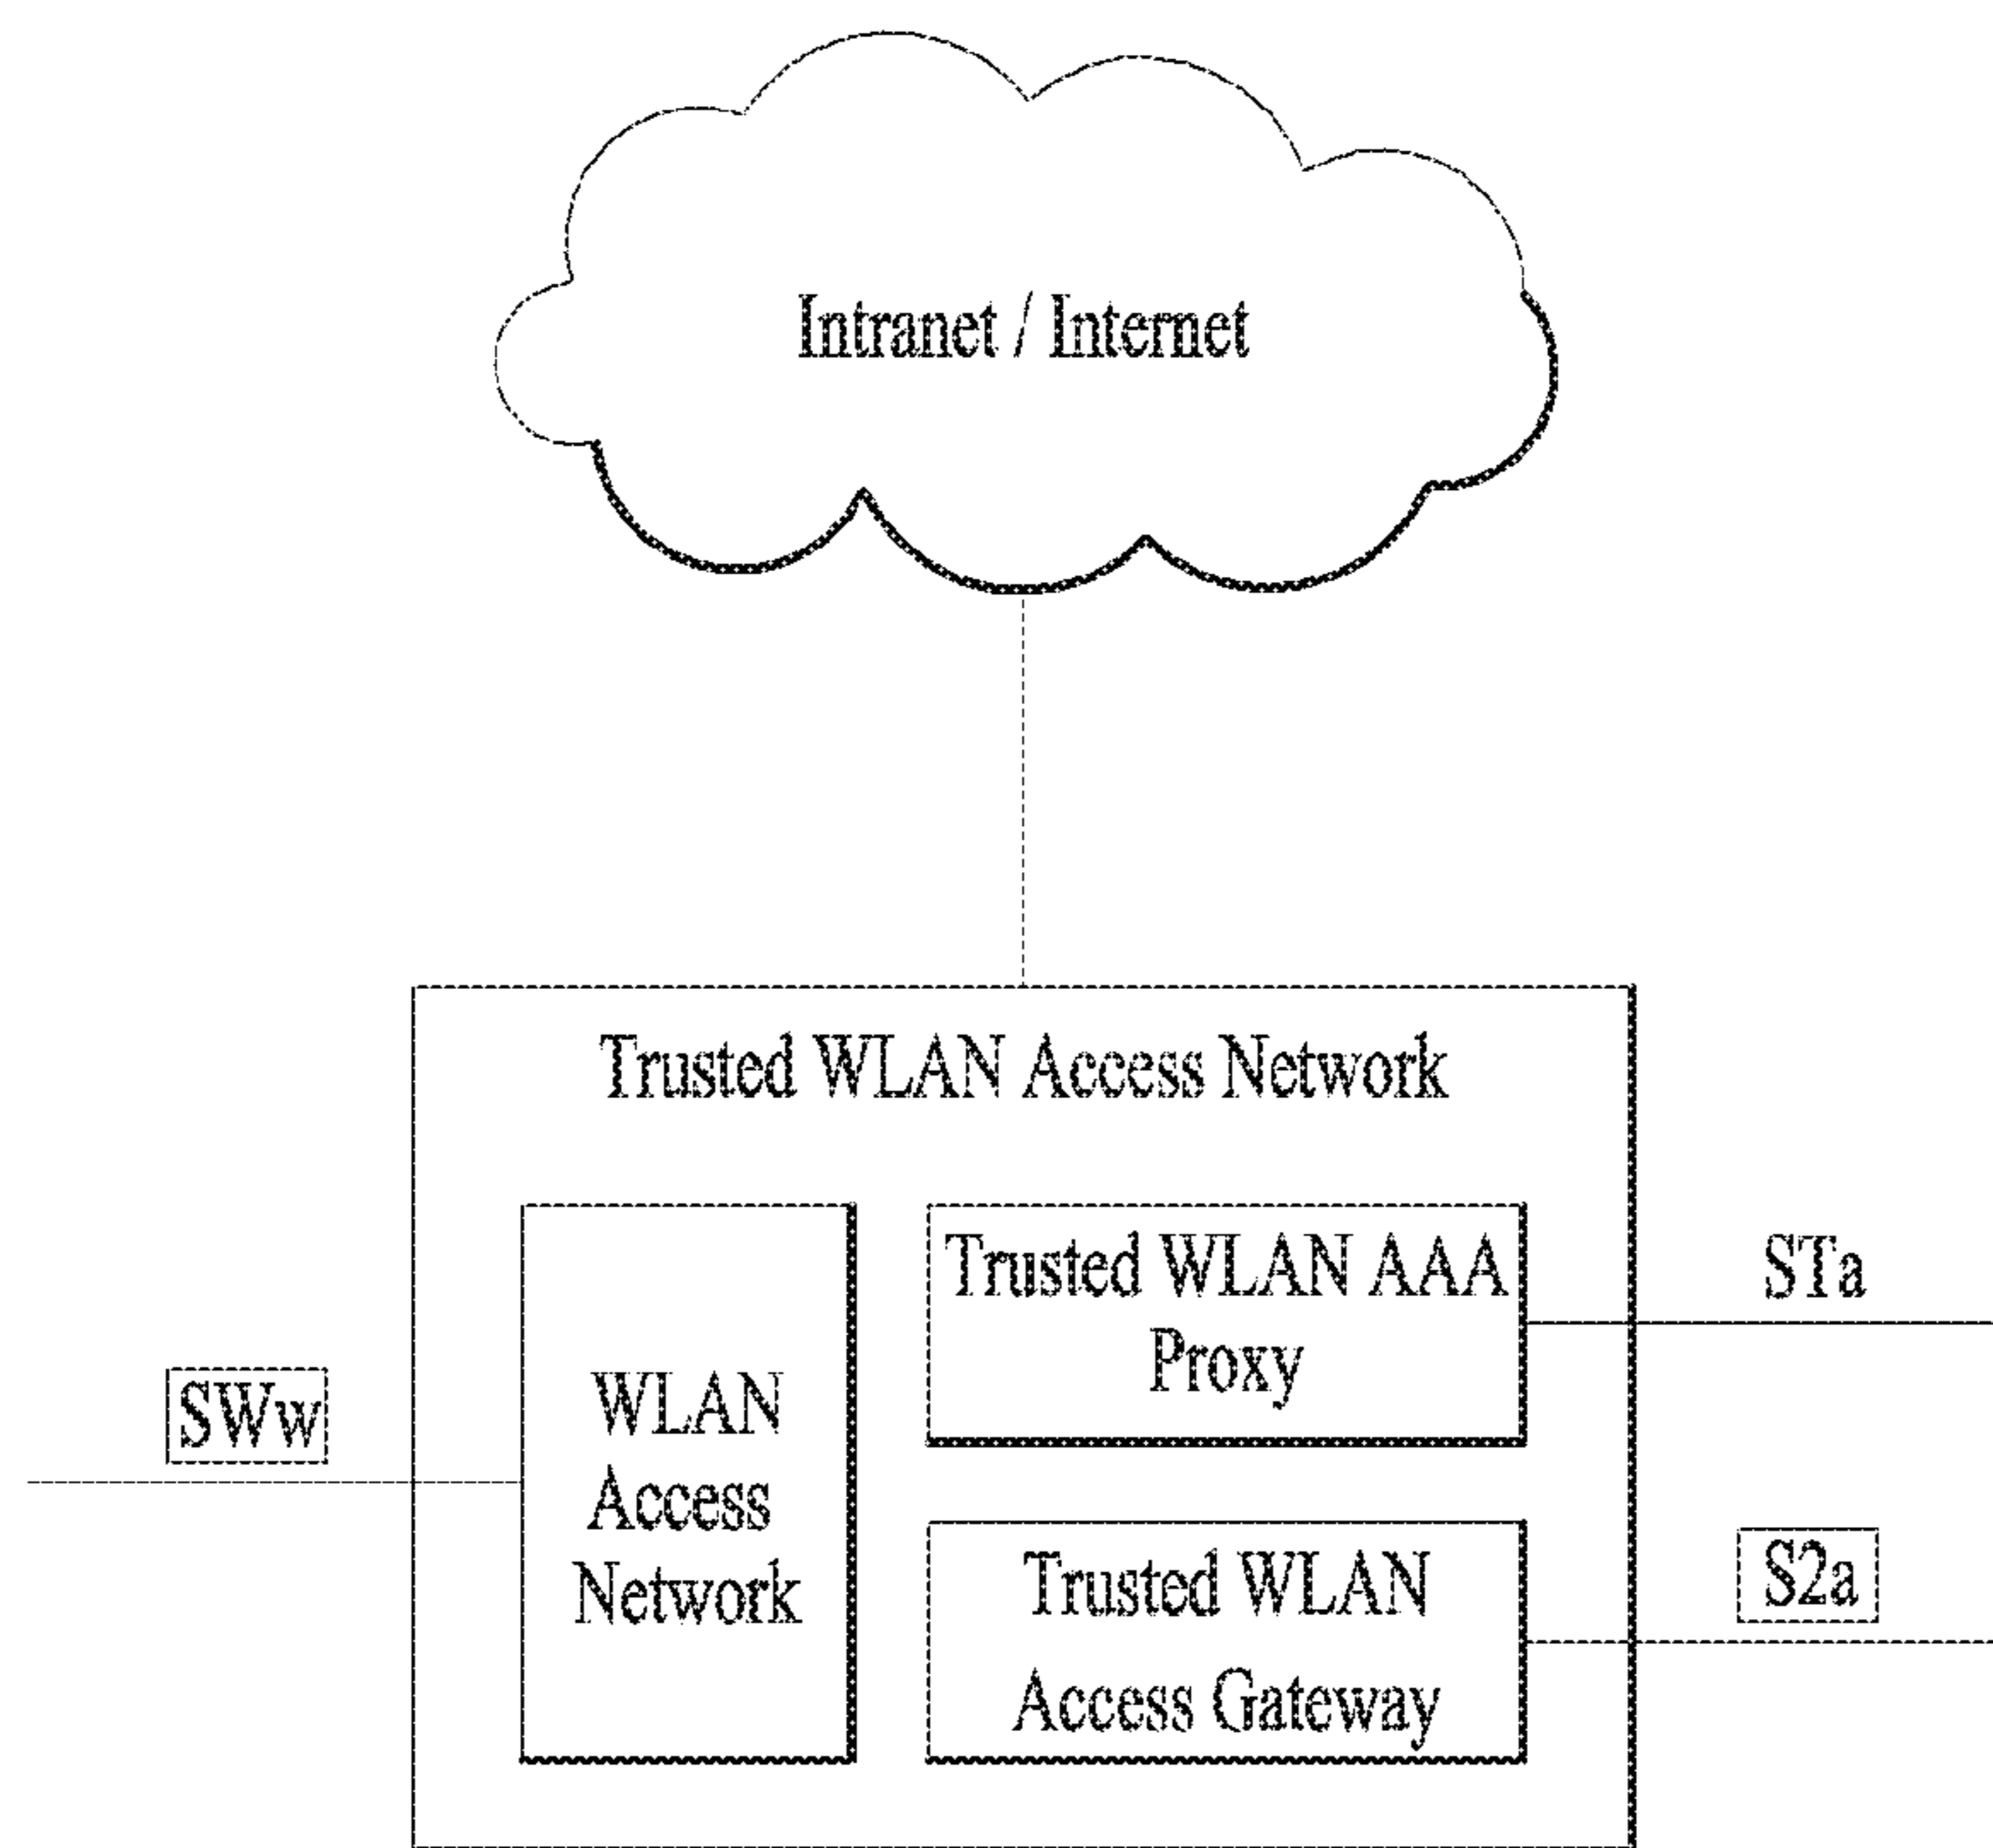 Intranet / Internet
Trusted WLAN Access Network
Trusted WLAN AAA
Proxy
STa
SWw
WLAN
Access
Network
Trusted WLAN
Access Gateway
S2a